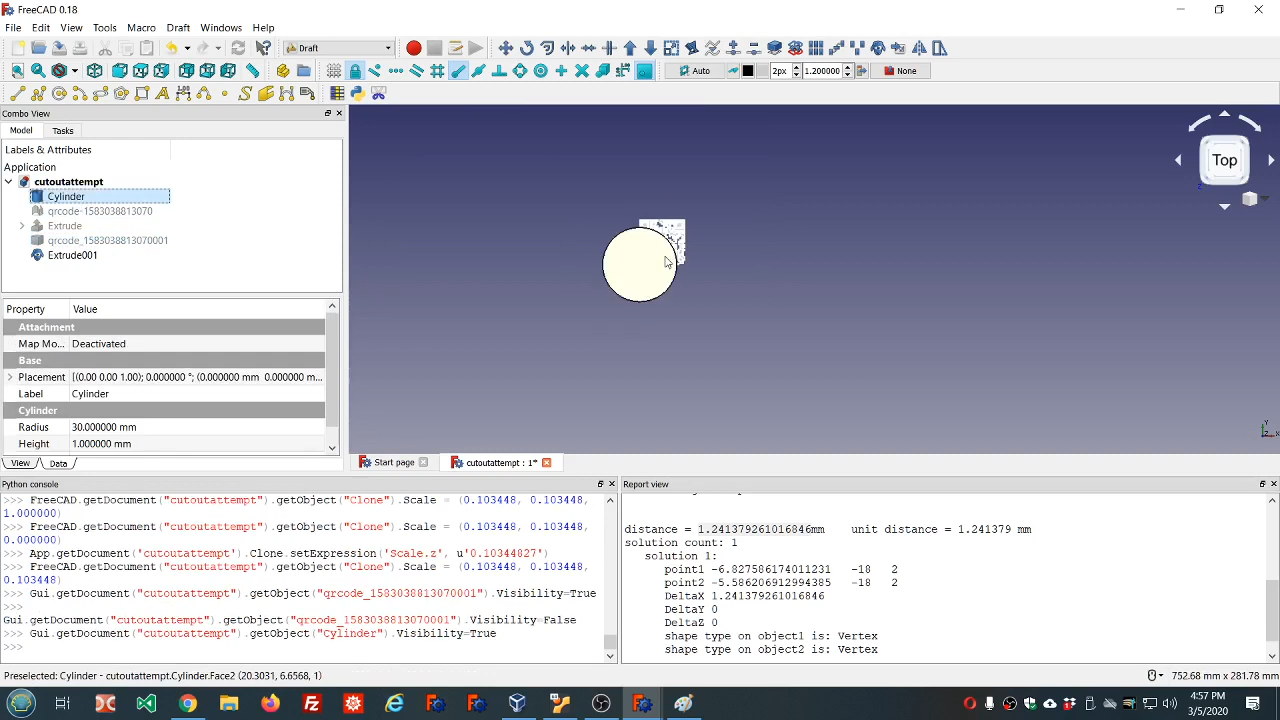 FreeCAD 0.18
File Edit View Tools Macro Draft Windows Help
Draft
Auto
2px
1.200000
None
Combo View
Model Tasks
Labels & Attributes
Application
cutoutattempt
Cylinder
qrcode-1583038813070
Extrude
qrcode_1583038813070001
Extrude001
Property Value
Attachment
Map Mo... Deactivated
Base
Placement [(0.00 0.00 1.00); 0.000000 °; (0.000000 mm 0.000000 m...
Label Cylinder
Cylinder
Radius 30.000000 mm
Height 1.000000 mm
View Data
Top
Start page
cutoutattempt : 1*
Python console
>>> FreeCAD.getDocument("cutoutattempt").getObject("Clone").Scale = (0.103448, 0.103448,
1.000000)
>>> FreeCAD.getDocument("cutoutattempt").getObject("Clone").Scale = (0.103448, 0.103448,
0.000000)
>>> App.getDocument('cutoutattempt').Clone.setExpression('Scale.z', u'0.10344827')
>>> FreeCAD.getDocument("cutoutattempt").getObject("Clone").Scale = (0.103448, 0.103448,
0.103448)
>>> Gui.getDocument("cutoutattempt").getObject("qrcode_1583038813070001").Visibility=True
>>>
Gui.getDocument("cutoutattempt").getObject("qrcode_1583038813070001").Visibility=False
>>> Gui.getDocument("cutoutattempt").getObject("Cylinder").Visibility=True
>>>
Report view
distance = 1.241379261016846mm unit distance = 1.241379 mm
solution count: 1
solution 1:
point1 -6.827586174011231 -18 2
point2 -5.586206912994385 -18 2
DeltaX 1.241379261016846
DeltaY 0
DeltaZ 0
shape type on object1 is: Vertex
shape type on object2 is: Vertex
Preselected: Cylinder - cutoutattempt.Cylinder.Face2 (20.3031, 6.6568, 1)
752.68 mm x 281.78 mm
4:57 PM
3/5/2020